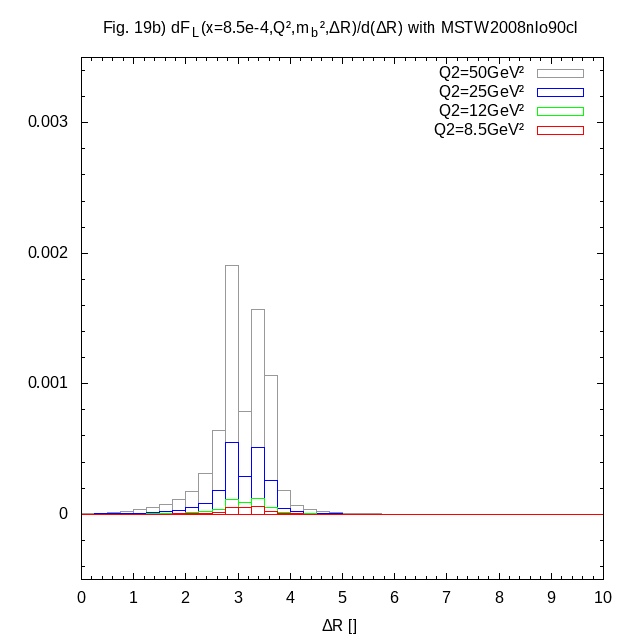 Fig. 19b) dF_L(x=8.5e-4,Q²,m_b²,ΔR)/d(ΔR) with MSTW2008nlo90cl
Q2=50GeV²
Q2=25GeV²
Q2=12GeV²
Q2=8.5GeV²
0.003
0.002
0.001
0
0 1 2 3 4 5 6 7 8 9 10
ΔR []